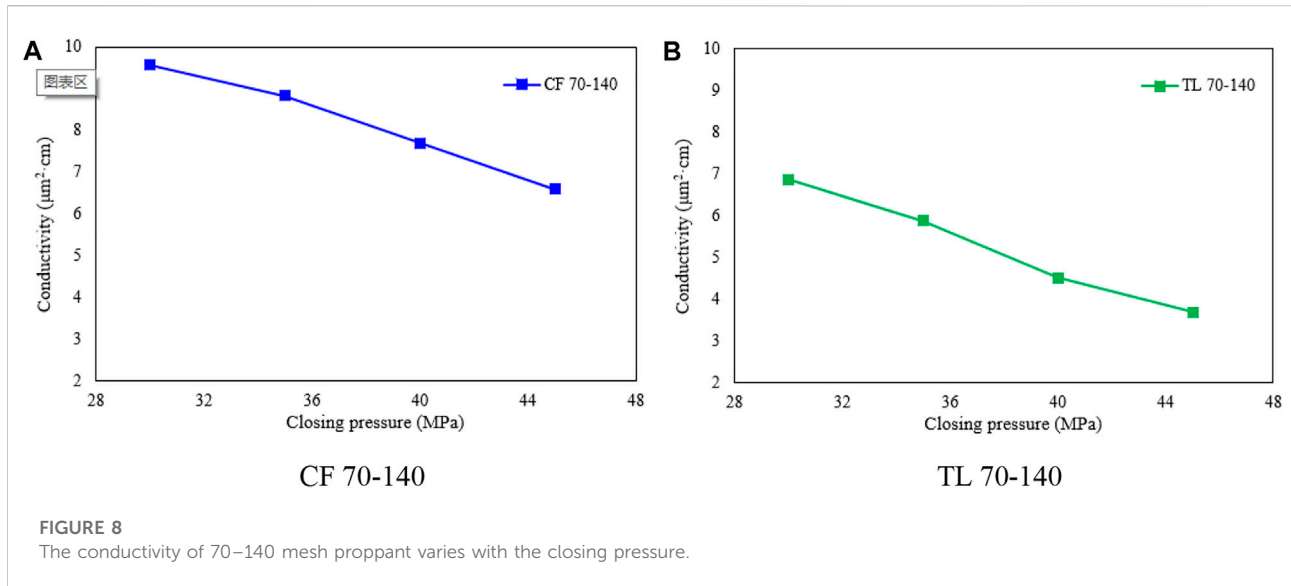 A
10
图表区
8
7
6
5
4
3
2
Conductivity (μm²·cm)
CF 70-140
28 32 36 40 44 48
Closing pressure (MPa)
CF 70-140
B
10
9
8
7
6
5
4
3
2
Conductivity (μm²·cm)
TL 70-140
28 32 36 40 44 48
Closing pressure (MPa)
TL 70-140
FIGURE 8
The conductivity of 70–140 mesh proppant varies with the closing pressure.